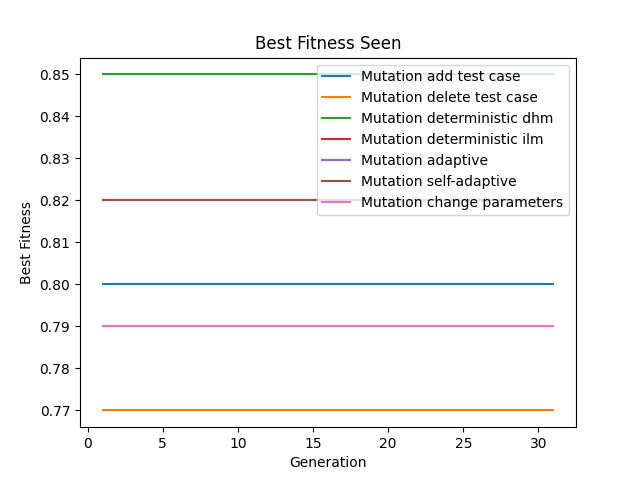 Best Fitness Seen
Mutation add test case
Mutation delete test case
Mutation deterministic dhm
Mutation deterministic ilm
Mutation adaptive
Mutation self-adaptive
Mutation change parameters
Best Fitness
0.85
0.84
0.83
0.82
0.81
0.80
0.79
0.78
0.77
0 5 10 15 20 25 30
Generation